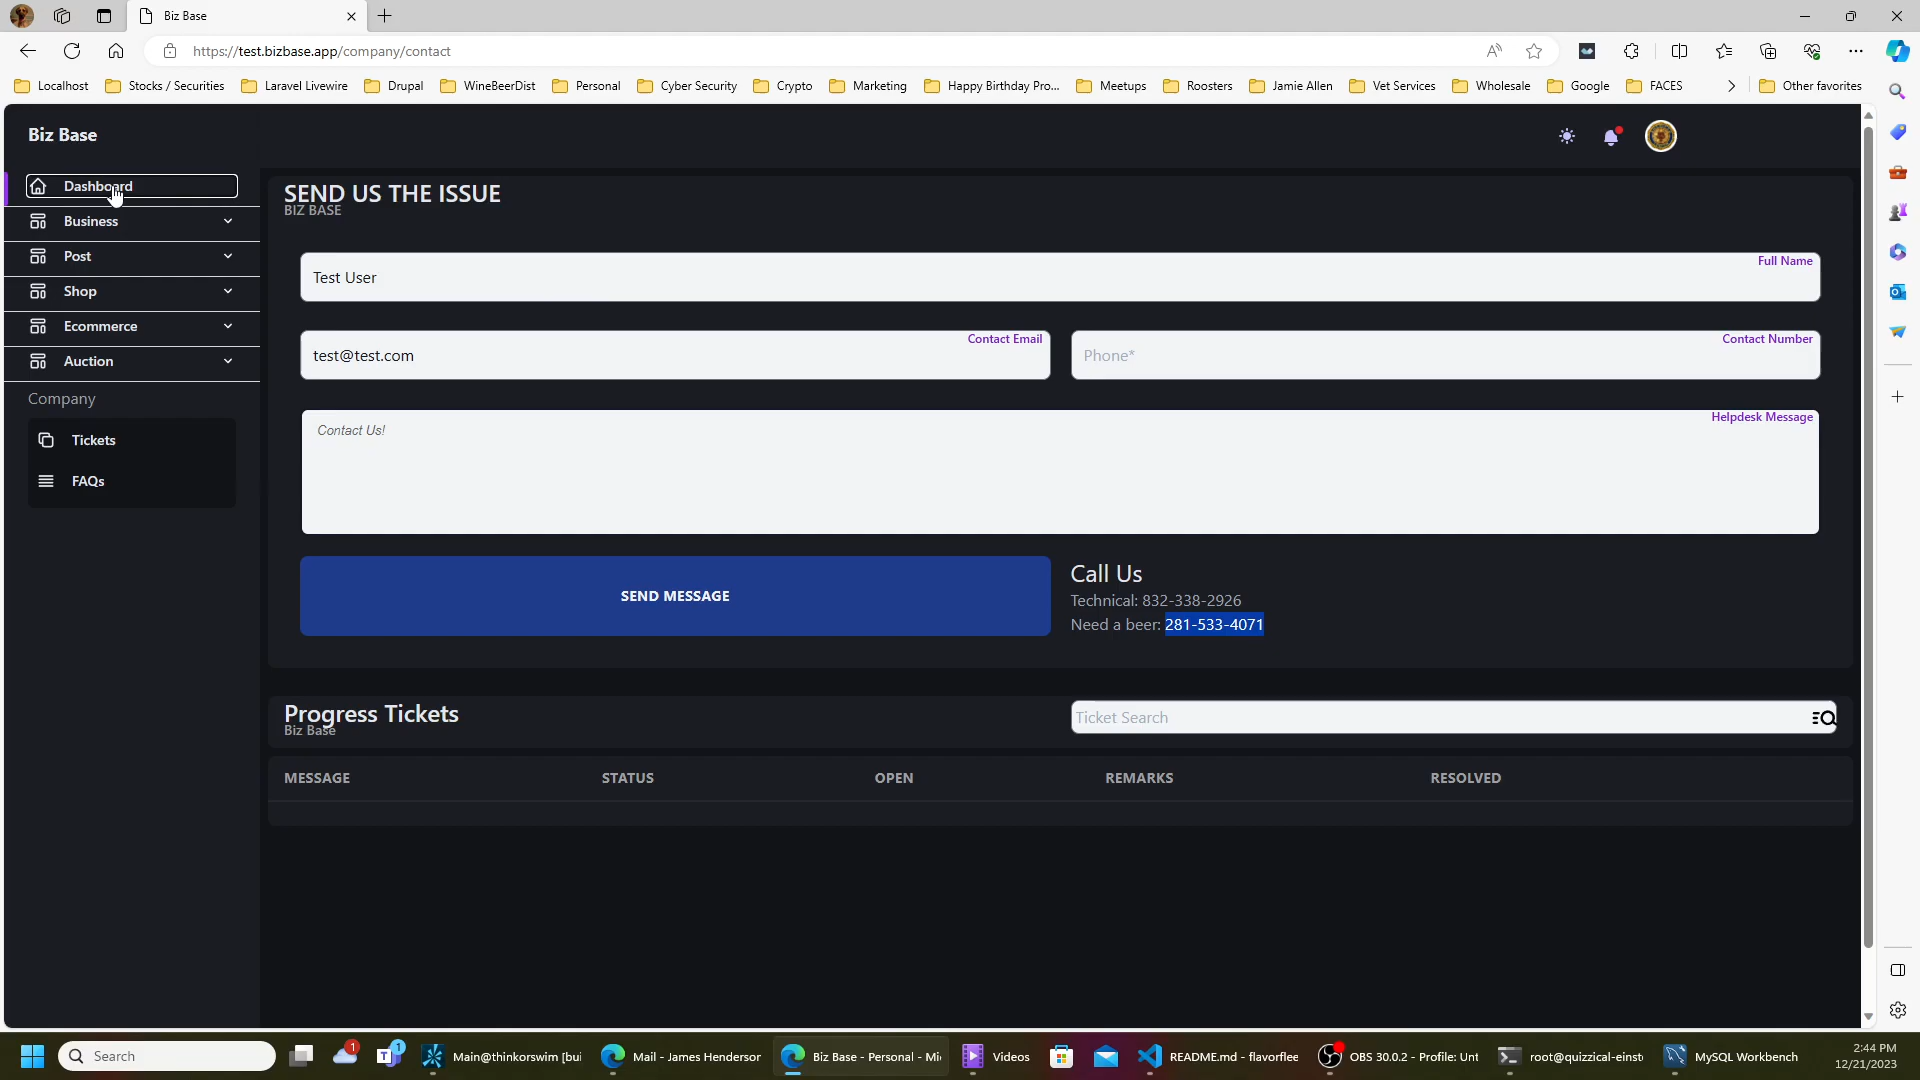 Biz Base
https://test.bizbase.app/company/contact
Localhost
Stocks / Securities
Laravel Livewire
Drupal
WineBeerDist
Personal
Cyber Security
Crypto
Marketing
Happy Birthday Pro...
Meetups
Roosters
Jamie Allen
Vet Services
Wholesale
Google
FACES
Other favorites
Biz Base
Dashboard
Business
Post
Shop
Ecommerce
Auction
Company
Tickets
FAQs
SEND US THE ISSUE
BIZ BASE
Full Name
Test User
Contact Email
test@test.com
Contact Number
Phone*
Helpdesk Message
Contact Us!
SEND MESSAGE
Call Us
Technical: 832-338-2926
Need a beer: 281-533-4071
Progress Tickets
Biz Base
Ticket Search
MESSAGE
STATUS
OPEN
REMARKS
RESOLVED
Search
1
1
Main@thinkorswim [bui
Mail - James Hendersor
Biz Base - Personal - Mi
Videos
README.md - flavorflee
OBS 30.0.2 - Profile: Unt
root@quizzical-einst
MySQL Workbench
2:44 PM
12/21/2023